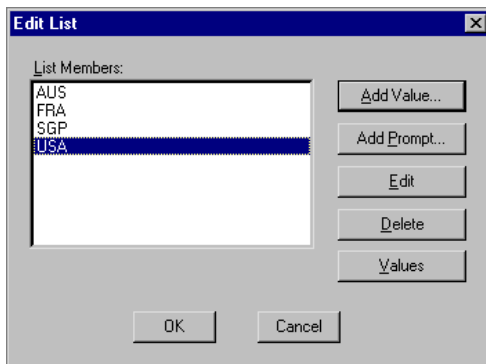 Edit List
List Members:
AUS
FRA
SGP
USA
Add Value...
Add Prompt...
Edit
Delete
Values
OK
Cancel